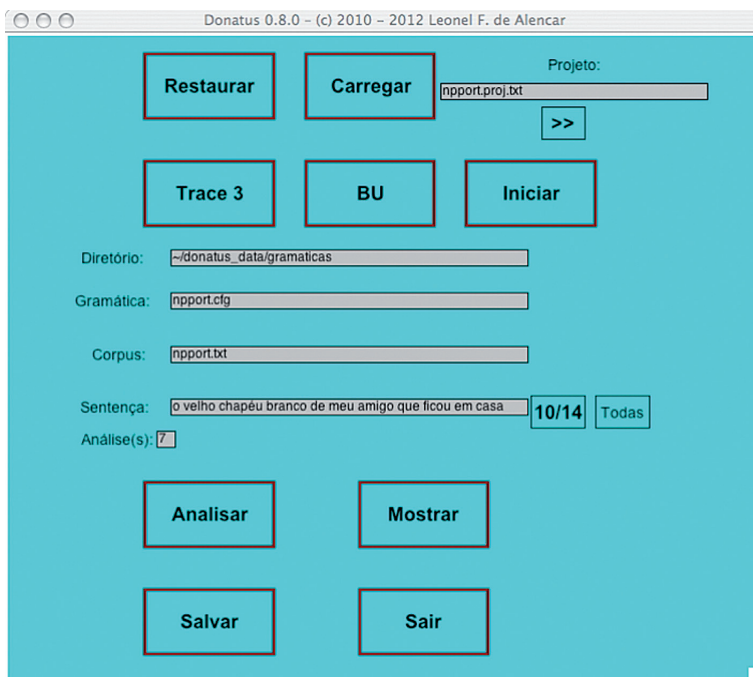 Donatus 0.8.0 - (c) 2010 - 2012 Leonel F. de Alencar
Restaurar Carregar Projeto:
npport.proj.txt
>>
Trace 3 BU Iniciar
Diretório: ~/donatus_data/gramaticas
Gramática: npport.cfg
Corpus: npport.txt
Sentença: o velho chapéu branco de meu amigo que ficou em casa 10/14 Todas
Análise(s): 7
Analisar Mostrar
Salvar Sair